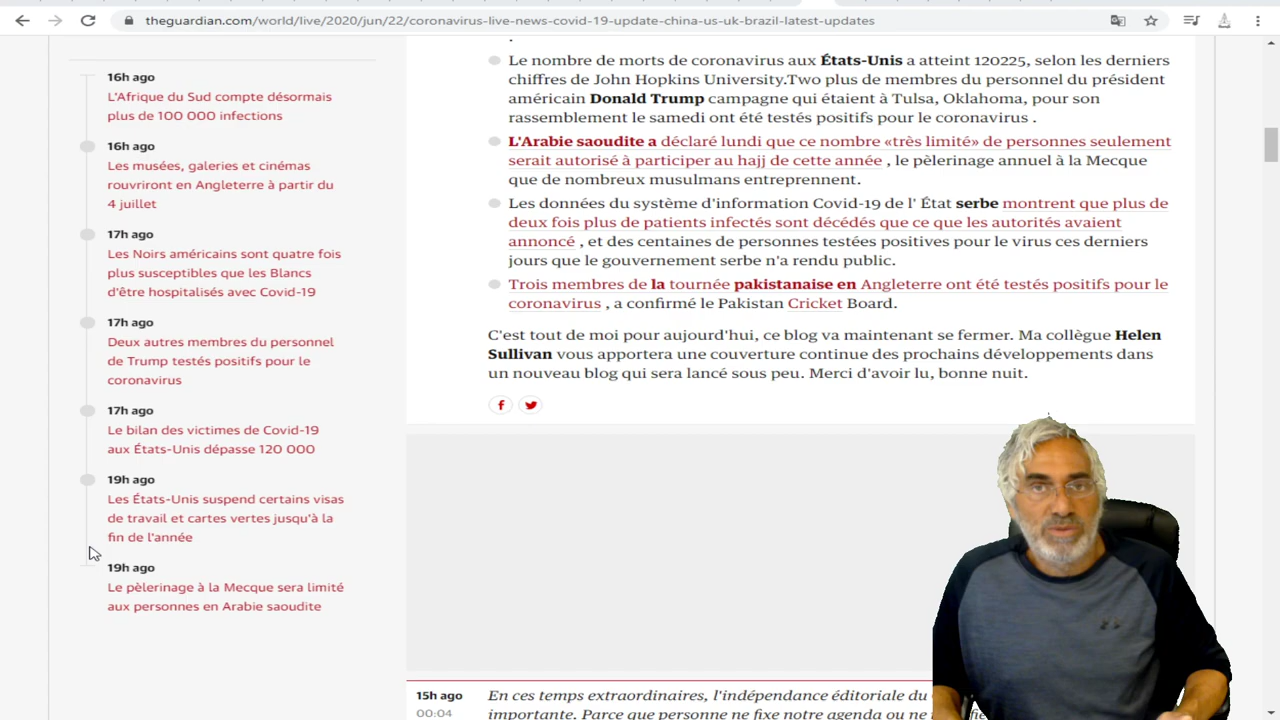 theguardian.com/world/live/2020/jun/22/coronavirus-live-news-covid-19-update-china-us-uk-brazil-latest-updates
16h ago
L'Afrique du Sud compte désormais
plus de 100 000 infections
16h ago
Les musées, galeries et cinémas
rouvriront en Angleterre à partir du
4 juillet
17h ago
Les Noirs américains sont quatre fois
plus susceptibles que les Blancs
d'être hospitalisés avec Covid-19
17h ago
Deux autres membres du personnel
de Trump testés positifs pour le
coronavirus
17h ago
Le bilan des victimes de Covid-19
aux États-Unis dépasse 120 000
19h ago
Les États-Unis suspend certains visas
de travail et cartes vertes jusqu'à la
fin de l'année
19h ago
Le pèlerinage à la Mecque sera limité
aux personnes en Arabie saoudite
Le nombre de morts de coronavirus aux États-Unis a atteint 120225, selon les derniers
chiffres de John Hopkins University.Two plus de membres du personnel du président
américain Donald Trump campagne qui étaient à Tulsa, Oklahoma, pour son
rassemblement le samedi ont été testés positifs pour le coronavirus .
L'Arabie saoudite a déclaré lundi que ce nombre «très limité» de personnes seulement
serait autorisé à participer au hajj de cette année , le pèlerinage annuel à la Mecque
que de nombreux musulmans entreprennent.
Les données du système d'information Covid-19 de l' État serbe montrent que plus de
deux fois plus de patients infectés sont décédés que ce que les autorités avaient
annoncé , et des centaines de personnes testées positives pour le virus ces derniers
jours que le gouvernement serbe n'a rendu public.
Trois membres de la tournée pakistanaise en Angleterre ont été testés positifs pour le
coronavirus , a confirmé le Pakistan Cricket Board.
C'est tout de moi pour aujourd'hui, ce blog va maintenant se fermer. Ma collègue Helen
Sullivan vous apportera une couverture continue des prochains développements dans
un nouveau blog qui sera lancé sous peu. Merci d'avoir lu, bonne nuit.
15h ago
00:04
En ces temps extraordinaires, l'indépendance éditoriale du
importante. Parce que personne ne fixe notre agenda ou ne